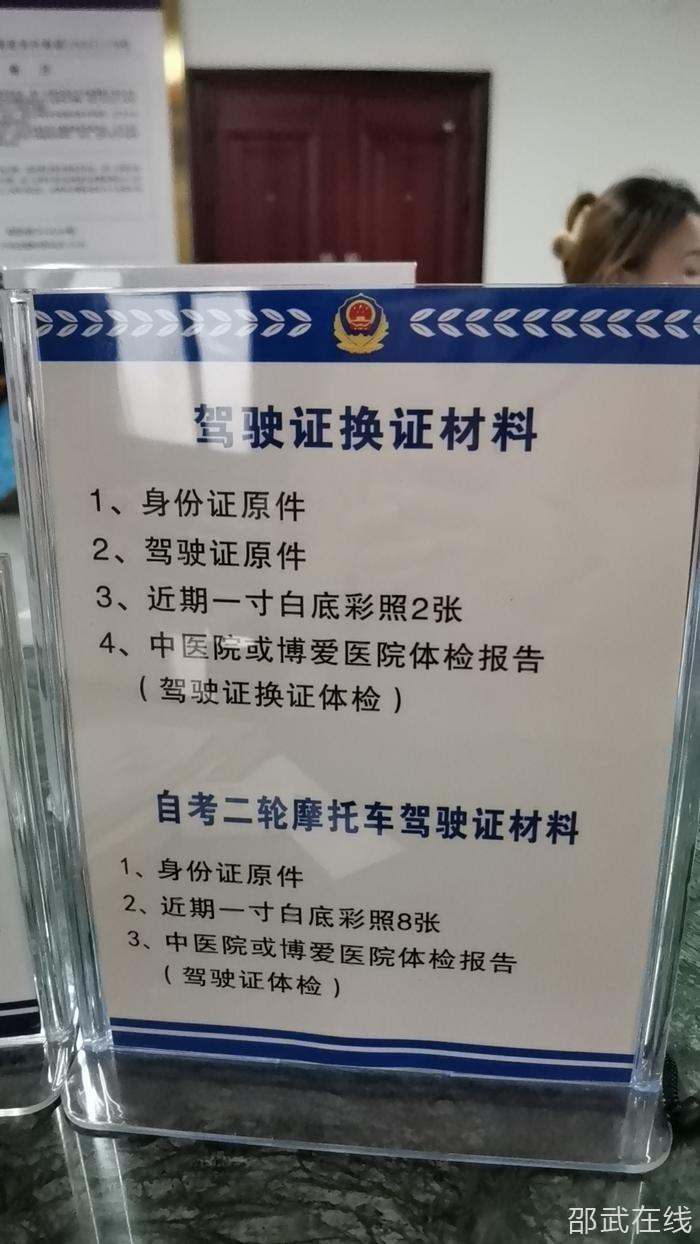 驾驶证换证材料
1、身份证原件
2、驾驶证原件
3、近期一寸白底彩照2张
4、中医院或博爱医院体检报告
（驾驶证换证体检）
自考二轮摩托车驾驶证材料
1、身份证原件
2、近期一寸白底彩照8张
3、中医院或博爱医院体检报告
（驾驶证体检）
邵武在线